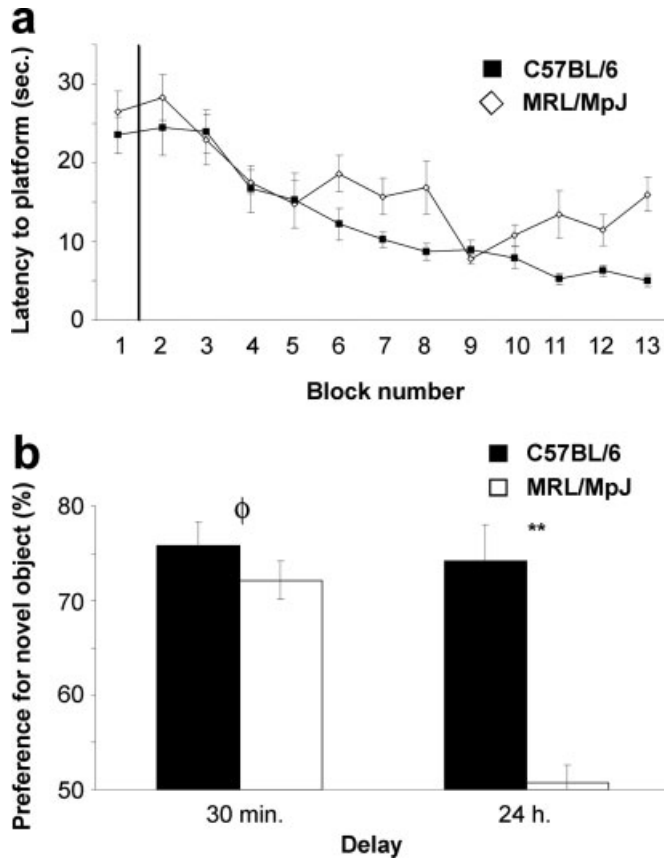 a
C57BL/6
MRL/MpJ
Latency to platform (sec.)
30
20
10
0
1 2 3 4 5 6 7 8 9 10 11 12 13
Block number
b
C57BL/6
MRL/MpJ
Preference for novel object (%)
80
70
60
50
ϕ
**
30 min. 24 h.
Delay